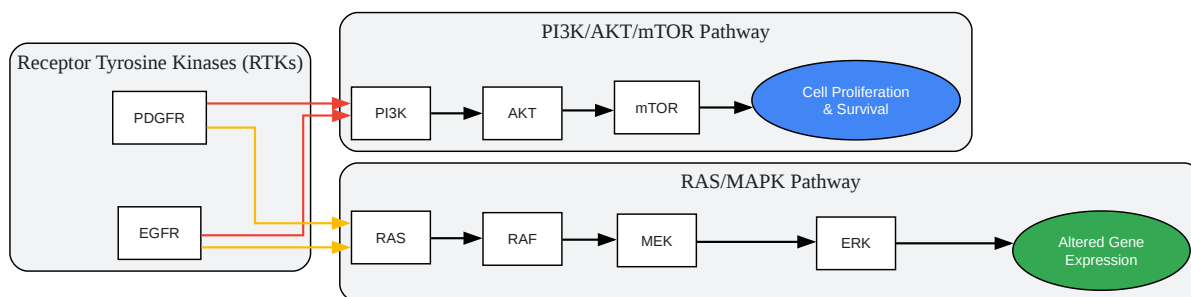 Receptor Tyrosine Kinases (RTKs)
PDGFR
EGFR
PI3K/AKT/mTOR Pathway
PI3K
AKT
mTOR
Cell Proliferation
& Survival
RAS/MAPK Pathway
RAS
RAF
MEK
ERK
Altered Gene
Expression